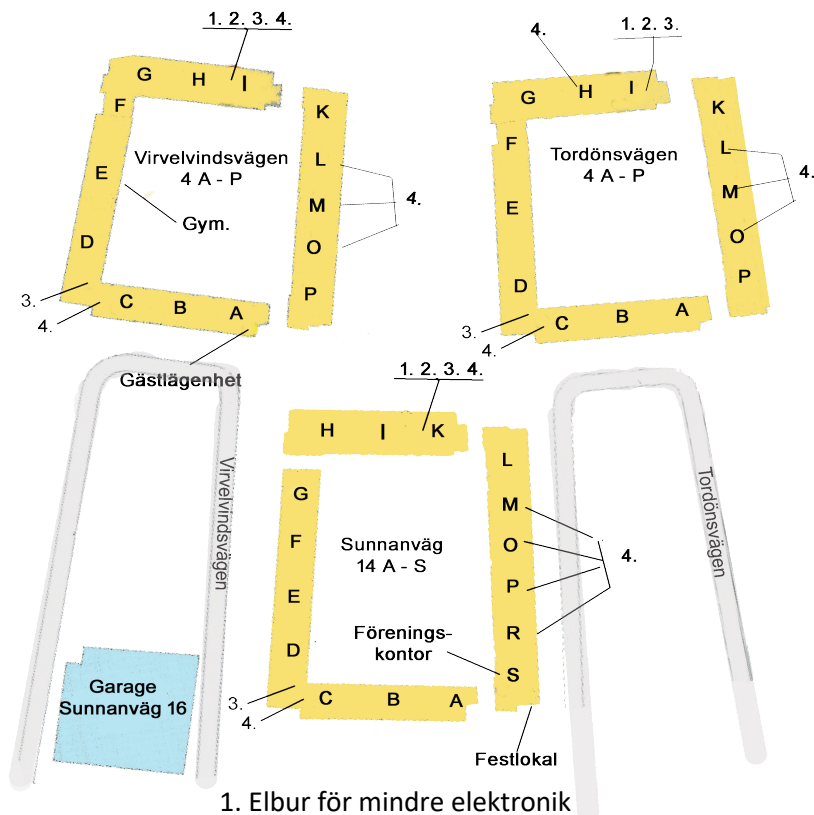 1. 2. 3. 4.
G H I
F
E
D
C B A
K
L
M
O
P
Virvelvindsvägen
4 A - P
Gym.
4.
3.
4.
Gästlägenhet
4.
1. 2. 3.
G H I
F
E
D
C B A
K
L
M
O
P
Tordönsvägen
4 A - P
4.
3.
4.
1. 2. 3. 4.
H I K
G
F
E
D
C B A
L
M
O
P
R
S
Sunnanväg
14 A - S
4.
Förenings-
kontor
3.
4.
Festlokal
Virvelvindsvägen
Tordönsvägen
Garage
Sunnanväg 16
1. Elbur för mindre elektronik